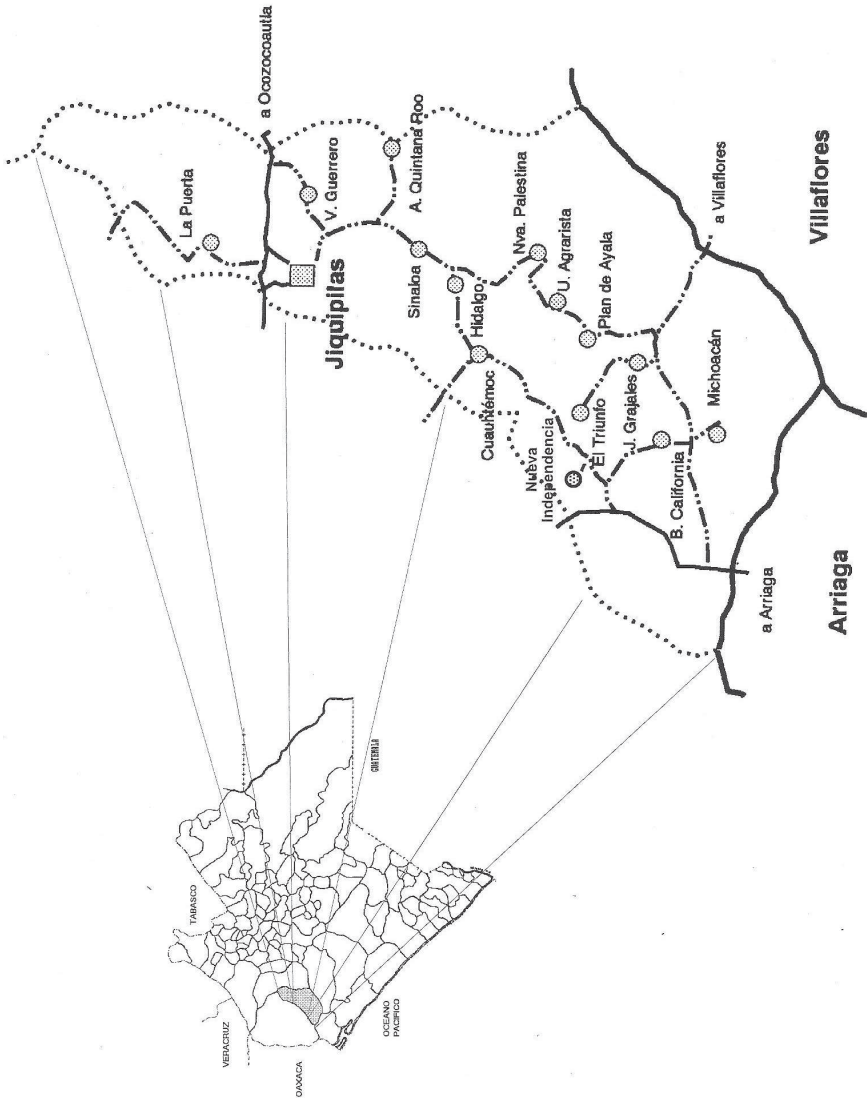 VERACRUZ
TABASCO
OAXACA
OCEANO
PACIFICO
GUATEMALA
La Puerta
a Ocozocoautla
V. Guerrero
Jiquipilas
A. Quintana Roo
Sinaloa
Hidalgo
Cuauhtémoc
Nva. Palestina
U. Agrarista
Plan de Ayala
Nueva
Independencia
El Triunfo
J. Grajales
B. California
Michoacán
a Villaflores
Villaflores
a Arriaga
Arriaga